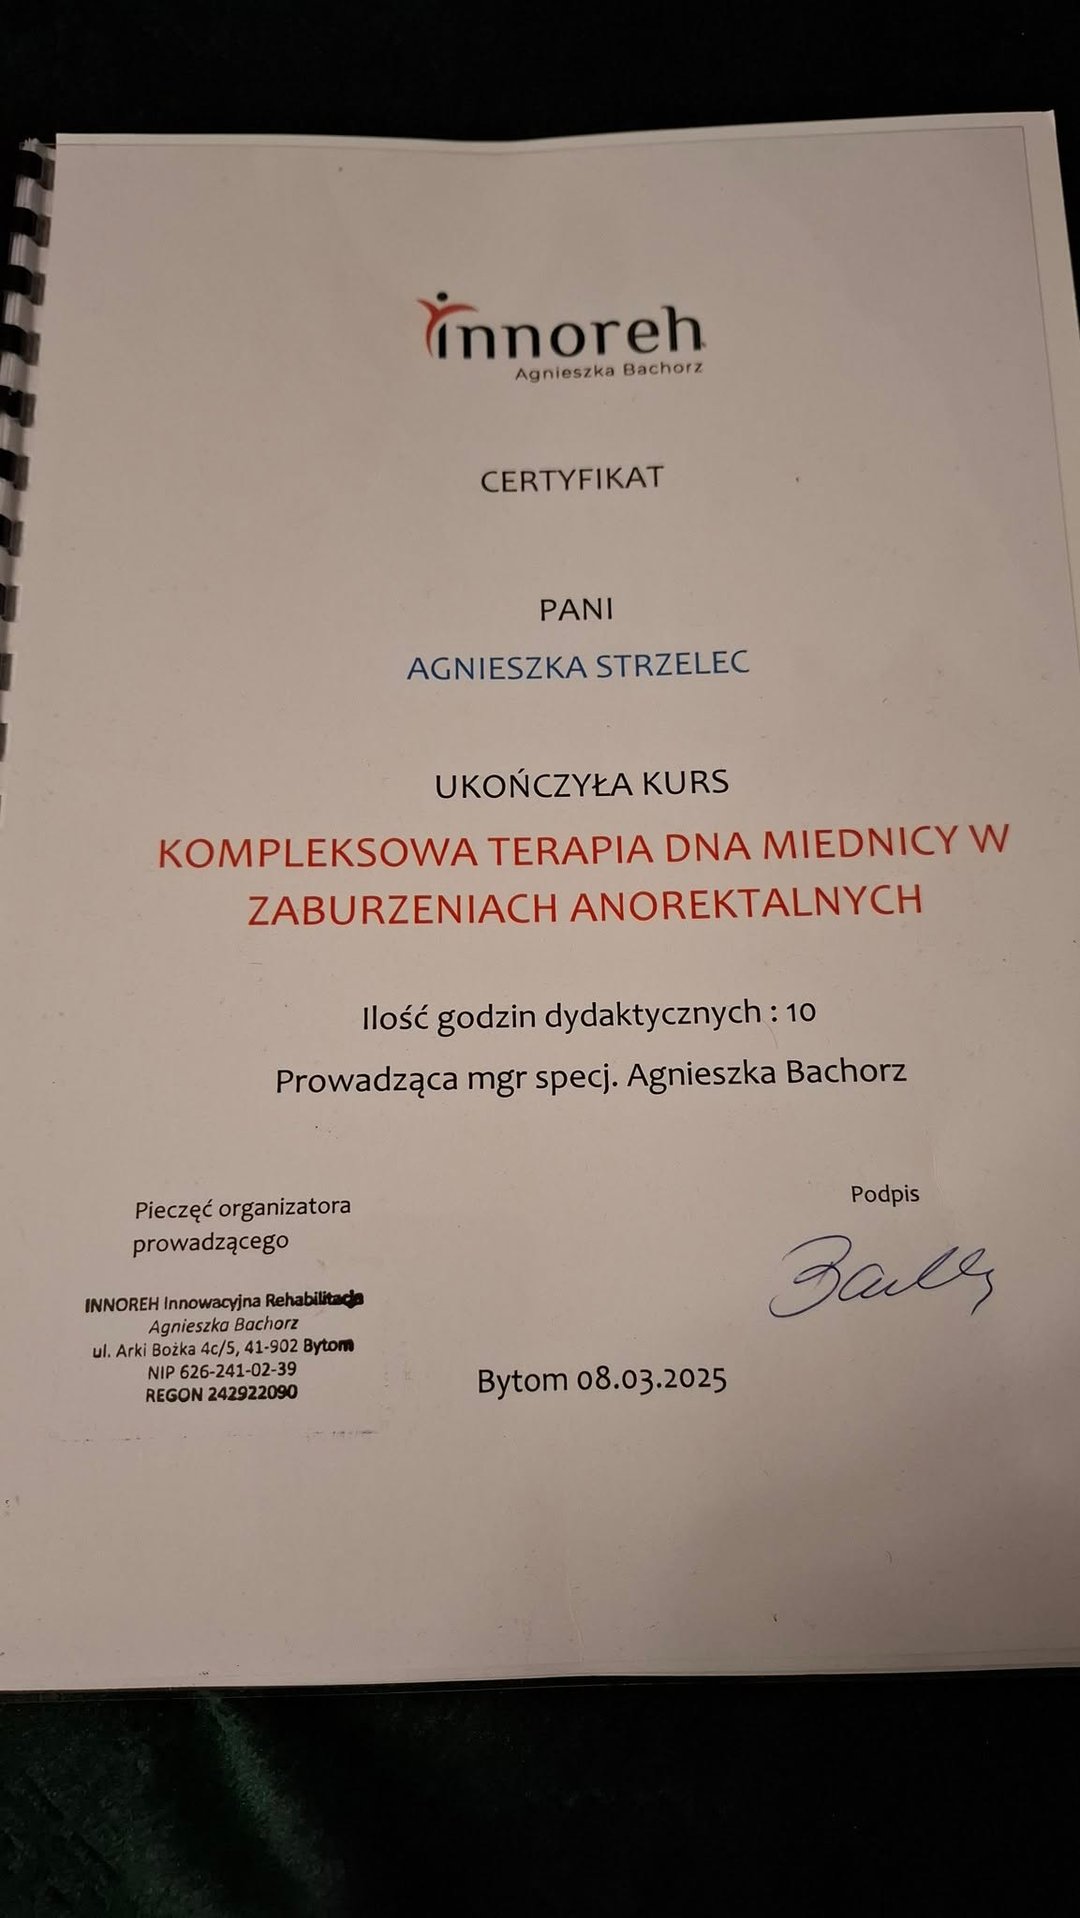 innoreh
Agnieszka Bachorz
CERTYFIKAT
PANI
AGNIESZKA STRZELEC
UKOŃCZYŁA KURS
KOMPLEKSOWA TERAPIA DNA MIEDNICY W
ZABURZENIACH ANOREKTALNYCH
Ilość godzin dydaktycznych : 10
Prowadząca mgr specj. Agnieszka Bachorz
Pieczęć organizatora
prowadzącego
Podpis
INNOREH Innowacyjna Rehabilitacja
Agnieszka Bachorz
ul. Arki Bożka 4c/5, 41-902 Bytom
NIP 626-241-02-39
REGON 242922090
Bytom 08.03.2025